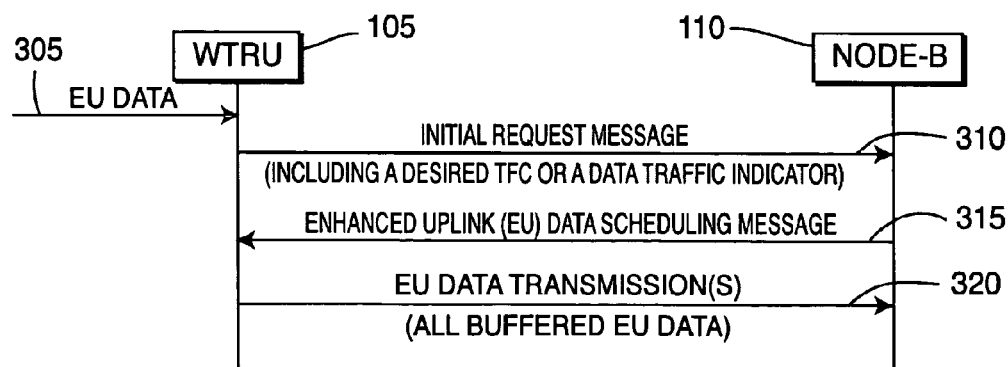 305
WTRU
105
110
NODE-B
EU DATA
INITIAL REQUEST MESSAGE
310
(INCLUDING A DESIRED TFC OR A DATA TRAFFIC INDICATOR)
ENHANCED UPLINK (EU) DATA SCHEDULING MESSAGE
315
EU DATA TRANSMISSION(S)
320
(ALL BUFFERED EU DATA)